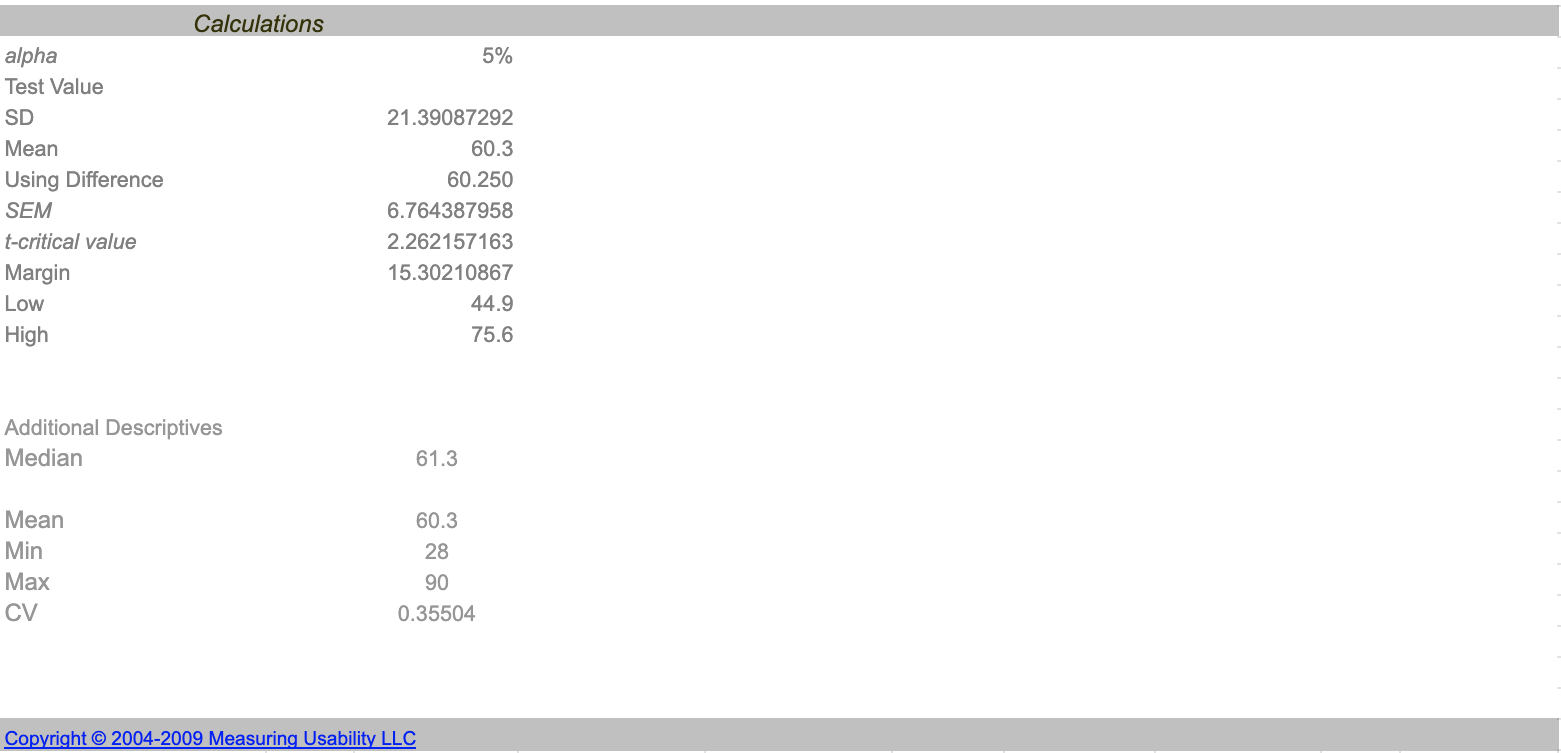 Calculations
alpha 5%
Test Value
SD 21.39087292
Mean 60.3
Using Difference 60.250
SEM 6.764387958
t-critical value 2.262157163
Margin 15.30210867
Low 44.9
High 75.6
Additional Descriptives
Median 61.3
Mean 60.3
Min 28
Max 90
CV 0.35504
Copyright © 2004-2009 Measuring Usability LLC